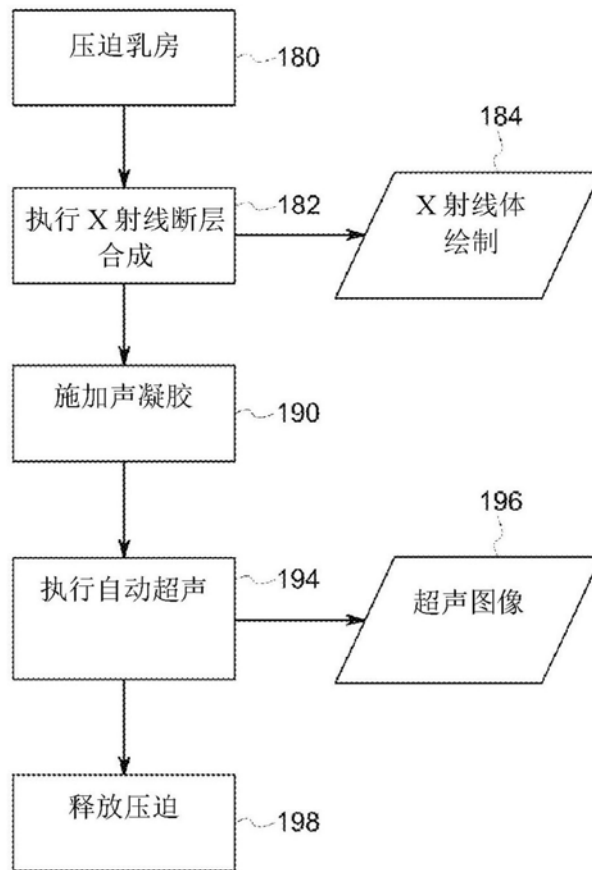 压迫乳房
180
184
执行 X 射线断层
合成
182
X 射线体
绘制
施加声凝胶
190
196
执行自动超声
194
超声图像
释放压迫
198